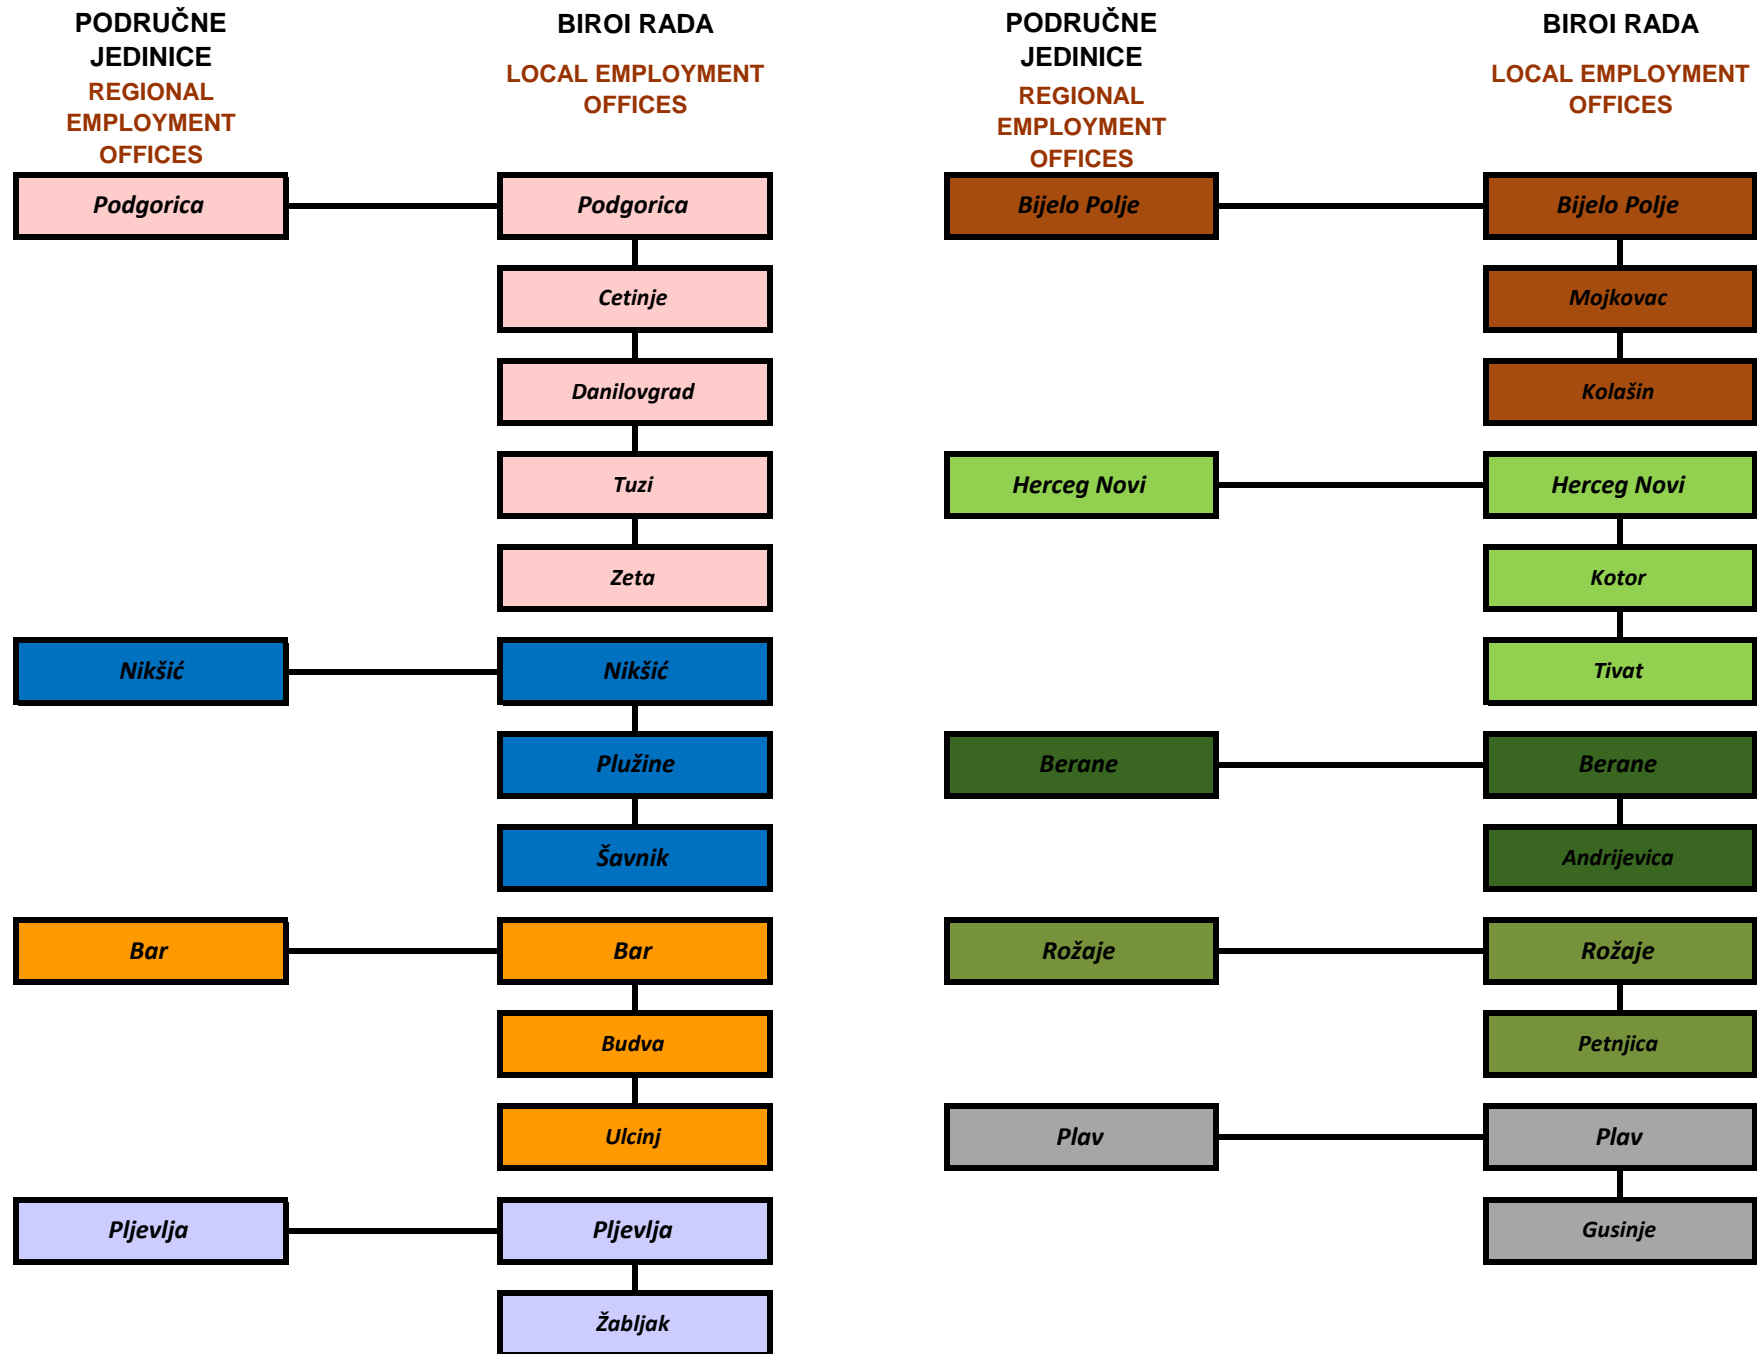 PODRUČNE
JEDINICE
REGIONAL
EMPLOYMENT
OFFICES
BIROI RADA
LOCAL EMPLOYMENT
OFFICES
Podgorica
Podgorica
Cetinje
Danilovgrad
Tuzi
Zeta
Nikšić
Nikšić
Plužine
Šavnik
Bar
Bar
Budva
Ulcinj
Pljevlja
Pljevlja
Žabljak
PODRUČNE
JEDINICE
REGIONAL
EMPLOYMENT
OFFICES
BIROI RADA
LOCAL EMPLOYMENT
OFFICES
Bijelo Polje
Bijelo Polje
Mojkovac
Kolašin
Herceg Novi
Herceg Novi
Kotor
Tivat
Berane
Berane
Andrijevica
Rožaje
Rožaje
Petnjica
Plav
Plav
Gusinje